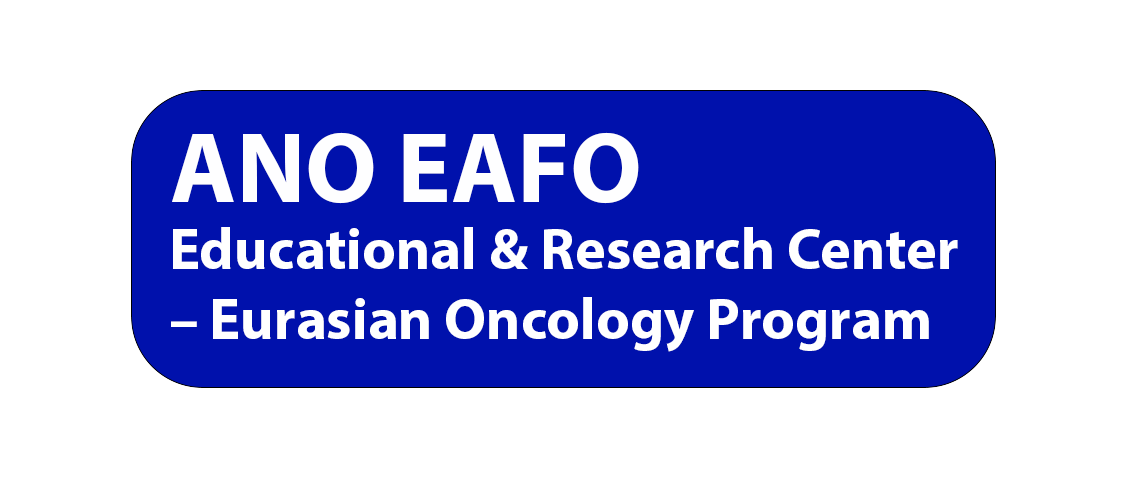 ANO EAFO
Educational & Research Center
– Eurasian Oncology Program